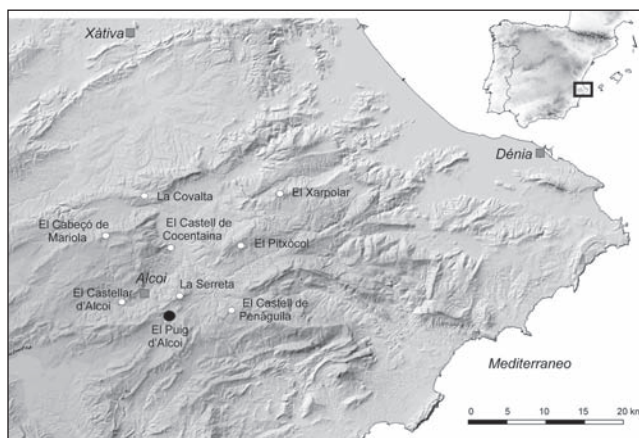 Xàtiva
Dénia
La Covalta
El Xarpolar
El Cabeçó de
Mariola
El Castell de
Cocentaina
El Pitxòcol
Alcoi
La Serreta
El Castellar
d'Alcoi
El Castell de
Penàguila
El Puig
d'Alcoi
Mediterraneo
0 5 10 15 20 km